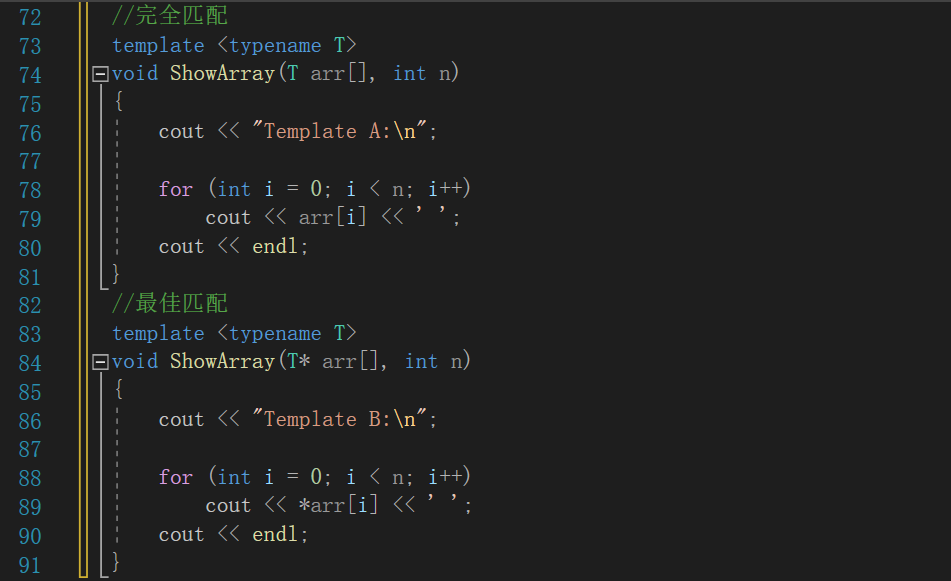 72 //完全匹配
73 template <typename T>
74 void ShowArray(T arr[], int n)
75 {
76 cout << "Template A:\n";
77
78 for (int i = 0; i < n; i++)
79 cout << arr[i] << ' ';
80 cout << endl;
81 }
82 //最佳匹配
83 template <typename T>
84 void ShowArray(T* arr[], int n)
85 {
86 cout << "Template B:\n";
87
88 for (int i = 0; i < n; i++)
89 cout << *arr[i] << ' ';
90 cout << endl;
91 }